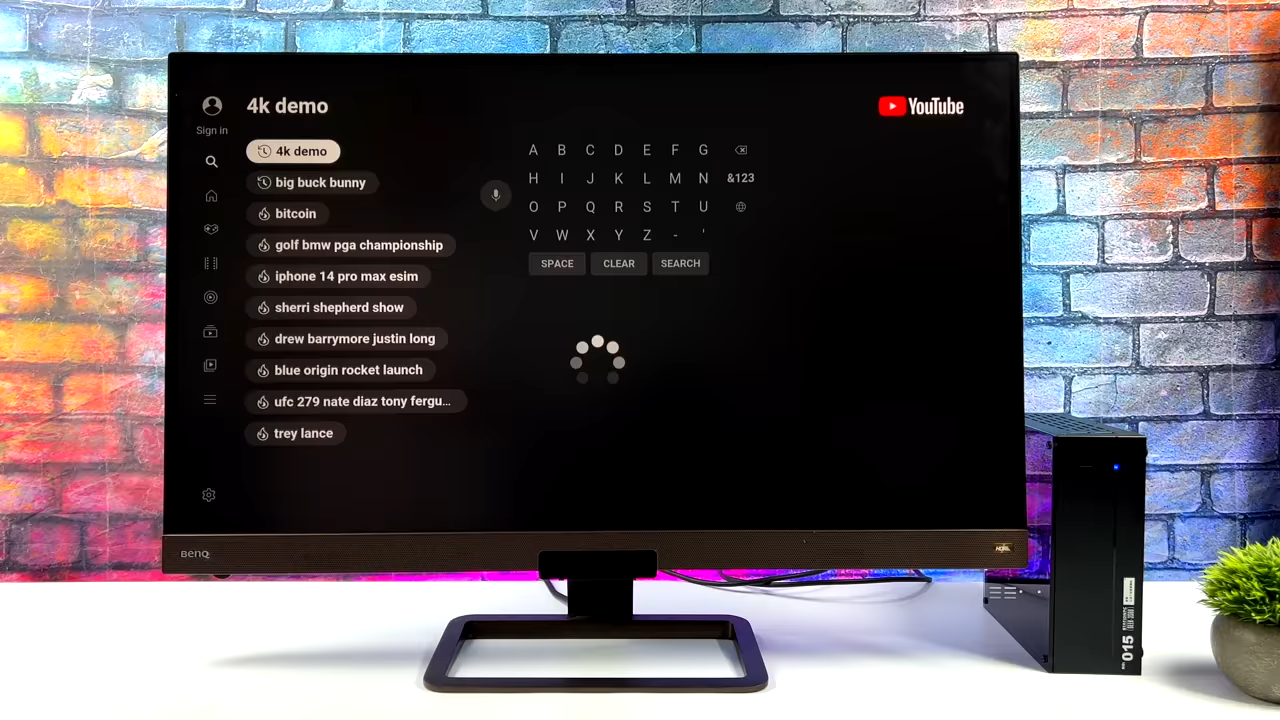 4k demo
YouTube
Sign in
4k demo
big buck bunny
bitcoin
golf bmw pga championship
iphone 14 pro max esim
sherri shepherd show
drew barrymore justin long
blue origin rocket launch
ufc 279 nate diaz tony fergu...
trey lance
A B C D E F G
H I J K L M N &123
O P Q R S T U
V W X Y Z - '
SPACE CLEAR SEARCH
BenQ
015